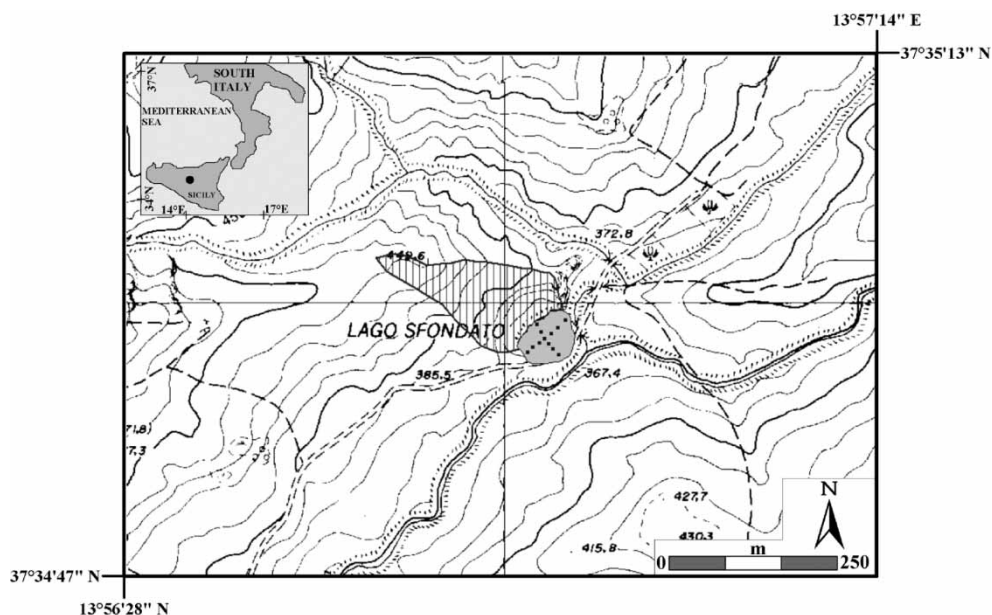 13°57'14" E
37°35'13" N
37°N
SOUTH
ITALY
MEDITERRANEAN
SEA
SICILY
34°N
14°E
17°E
372.8
449.6
LAGO SFONDATO
385.5
367.4
427.7
430.3
415.8
N
0
m
250
37°34'47" N
13°56'28" N